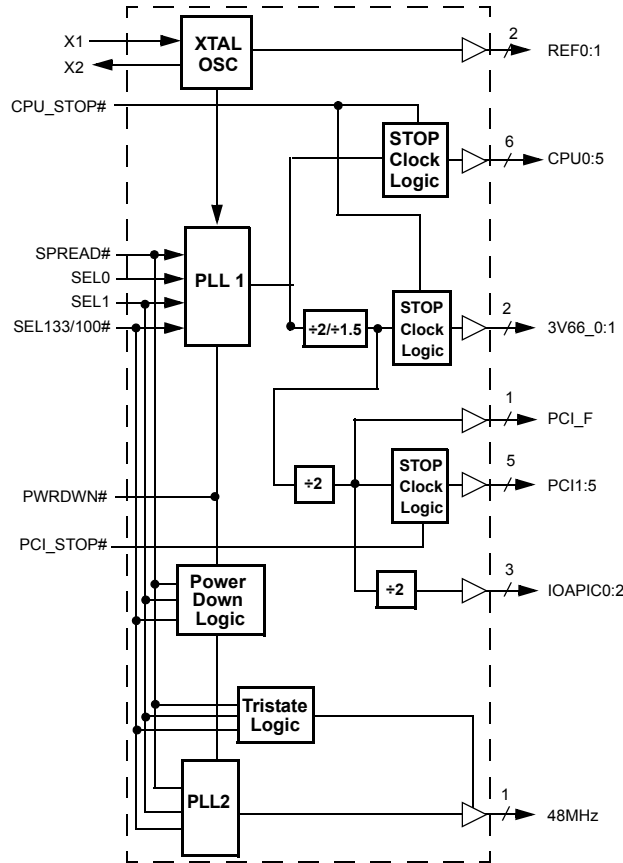 X1
X2
XTAL
OSC
2
REF0:1
CPU_STOP#
STOP
Clock
Logic
6
CPU0:5
SPREAD#
SEL0
SEL1
SEL133/100#
PLL 1
÷2/÷1.5
STOP
Clock
Logic
2
3V66_0:1
1
PCI_F
÷2
STOP
Clock
Logic
5
PCI1:5
PWRDWN#
PCI_STOP#
Power
Down
Logic
÷2
3
IOAPIC0:2
Tristate
Logic
PLL2
1
48MHz